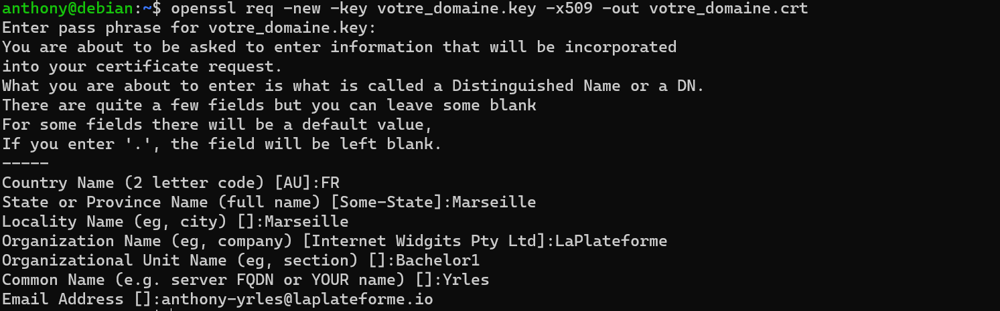 anthony@debian:~$ openssl req -new -key votre_domaine.key -x509 -out votre_domaine.crt
Enter pass phrase for votre_domaine.key:
You are about to be asked to enter information that will be incorporated
into your certificate request.
What you are about to enter is what is called a Distinguished Name or a DN.
There are quite a few fields but you can leave some blank
For some fields there will be a default value,
If you enter '.', the field will be left blank.
-----
Country Name (2 letter code) [AU]:FR
State or Province Name (full name) [Some-State]:Marseille
Locality Name (eg, city) []:Marseille
Organization Name (eg, company) [Internet Widgits Pty Ltd]:LaPlateforme
Organizational Unit Name (eg, section) []:Bachelor1
Common Name (e.g. server FQDN or YOUR name) []:Yrles
Email Address []:anthony-yrles@laplateforme.io